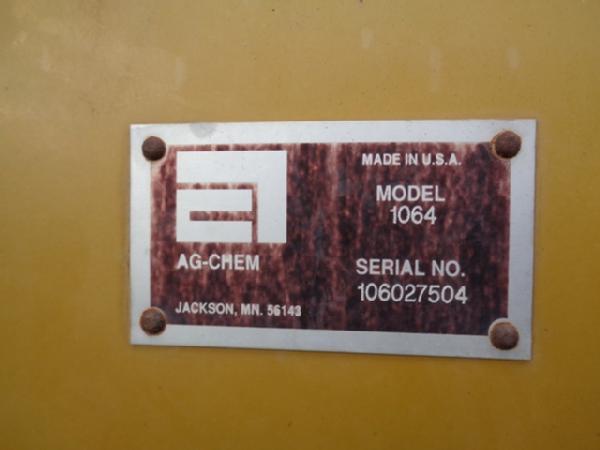 MADE IN U.S.A.
MODEL
1064
AG-CHEM
SERIAL NO.
106027504
JACKSON, MN. 56143